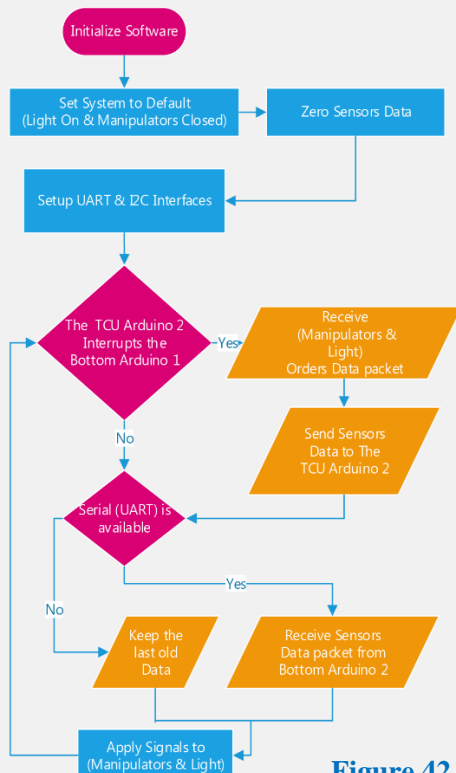 Initialize Software
Set System to Default
(Light On & Manipulators Closed)
Zero Sensors Data
Setup UART & I2C Interfaces
The TCU Arduino 2
Interrupts the
Bottom Arduino 1
Yes
Receive
(Manipulators &
Light)
Orders Data packet
No
Send Sensors
Data to The
TCU Arduino 2
Serial (UART) is
available
Yes
No
Keep the
last old
Data
Receive Sensors
Data packet from
Bottom Arduino 2
Apply Signals to
(Manipulators & Light)
Figure 42